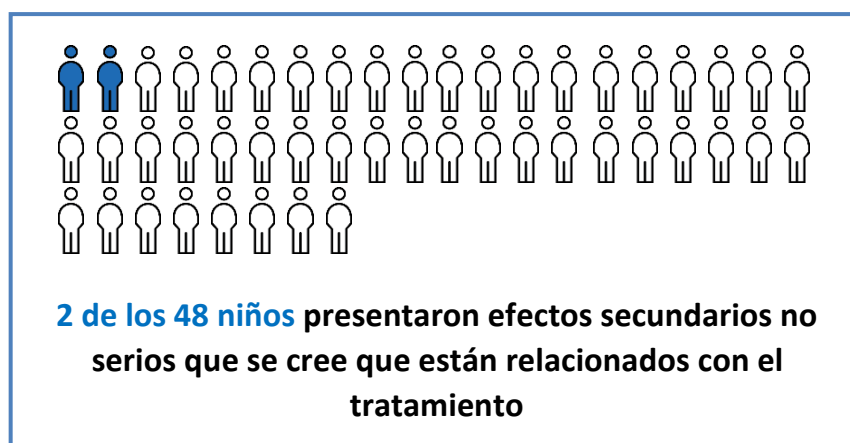 2 de los 48 niños presentaron efectos secundarios no
serios que se cree que están relacionados con el
tratamiento